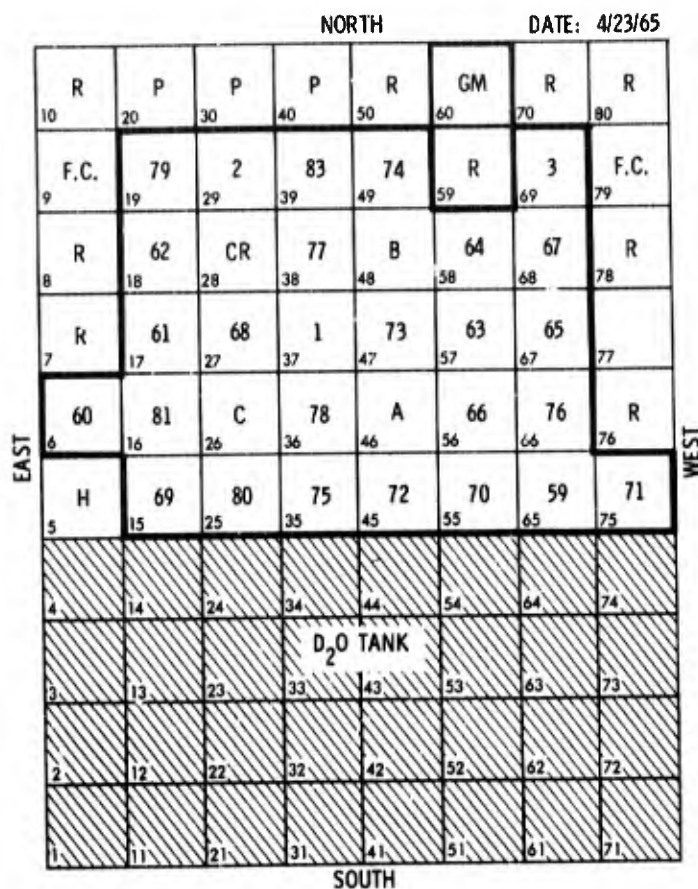 NORTH DATE: 4/23/65
R P P P R GM R R
10 20 30 40 50 60 70 80
F.C. 79 2 83 74 R 3 F.C.
9 19 29 39 49 59 69 79
R 62 CR 77 B 64 67 R
8 18 28 38 48 58 68 78
R 61 68 1 73 63 65
7 17 27 37 47 57 67 77
60 81 C 78 A 66 76 R
6 16 26 36 46 56 66 76
EAST
WEST
H 69 80 75 72 70 59 71
5 15 25 35 45 55 65 75
4 14 24 34 44 54 64 74
D2O TANK
3 13 23 33 43 53 63 73
2 12 22 32 42 52 62 72
1 11 21 31 41 51 61 71
SOUTH